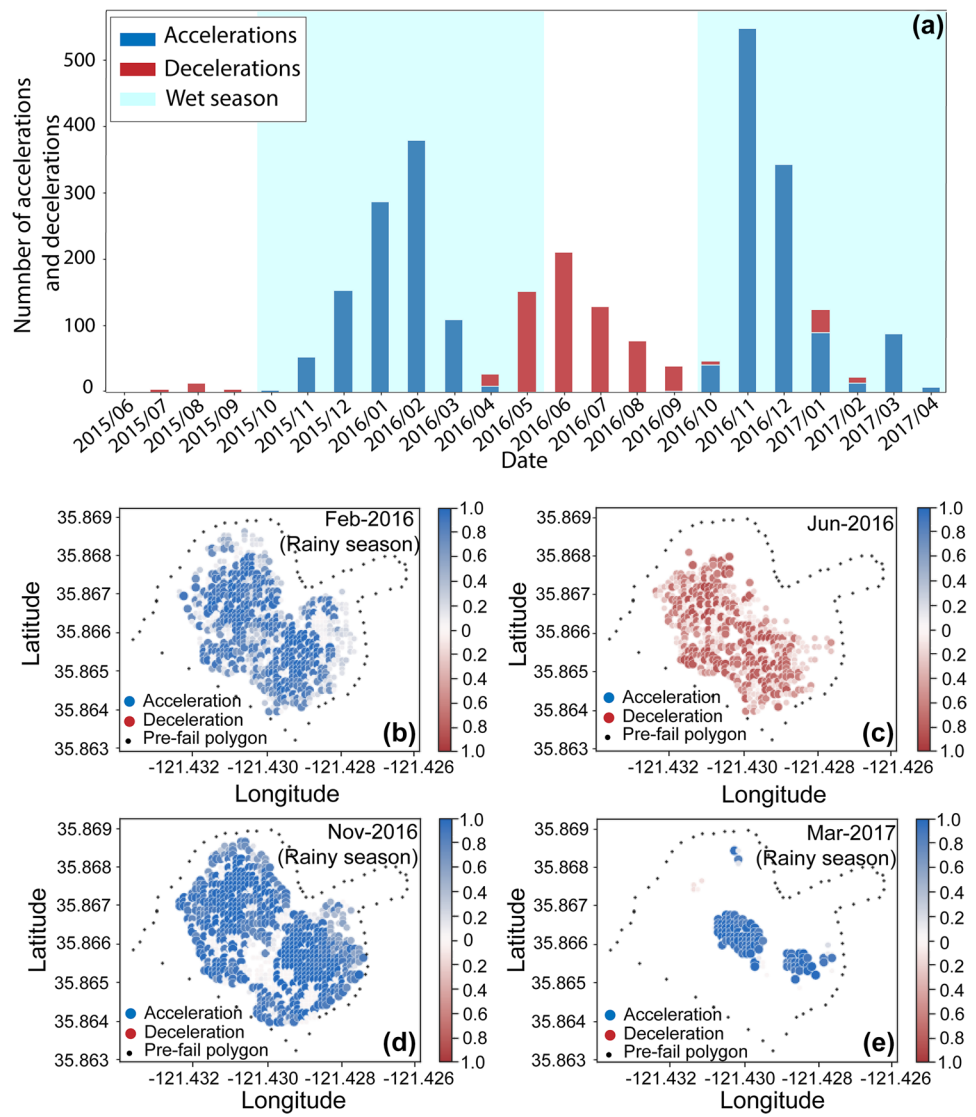 (a)
Accelerations
Decelerations
Wet season
Numnber of accelerations
and decelerations
500
400
300
200
100
0
2015/06 2015/07 2015/08 2015/09 2015/10 2015/11 2015/12 2016/01 2016/02 2016/03 2016/04 2016/05 2016/06 2016/07 2016/08 2016/09 2016/10 2016/11 2016/12 2017/01 2017/02 2017/03 2017/04
Date
Feb-2016
(Rainy season)
Latitude
35.869
35.868
35.867
35.866
35.865
35.864
35.863
Acceleration
Deceleration
Pre-fail polygon
(b)
-121.432 -121.430 -121.428 -121.426
Longitude
1.0
0.8
0.6
0.4
0.2
0
0.2
0.4
0.6
0.8
1.0
Jun-2016
Latitude
35.869
35.868
35.867
35.866
35.865
35.864
35.863
Acceleration
Deceleration
Pre-fail polygon
(c)
-121.432 -121.430 -121.428 -121.426
Longitude
1.0
0.8
0.6
0.4
0.2
0
0.2
0.4
0.6
0.8
1.0
Nov-2016
(Rainy season)
Latitude
35.869
35.868
35.867
35.866
35.865
35.864
35.863
Acceleration
Deceleration
Pre-fail polygon
(d)
-121.432 -121.430 -121.428 -121.426
Longitude
1.0
0.8
0.6
0.4
0.2
0
0.2
0.4
0.6
0.8
1.0
Mar-2017
(Rainy season)
Latitude
35.869
35.868
35.867
35.866
35.865
35.864
35.863
Acceleration
Deceleration
Pre-fail polygon
(e)
-121.432 -121.430 -121.428 -121.426
Longitude
1.0
0.8
0.6
0.4
0.2
0
0.2
0.4
0.6
0.8
1.0